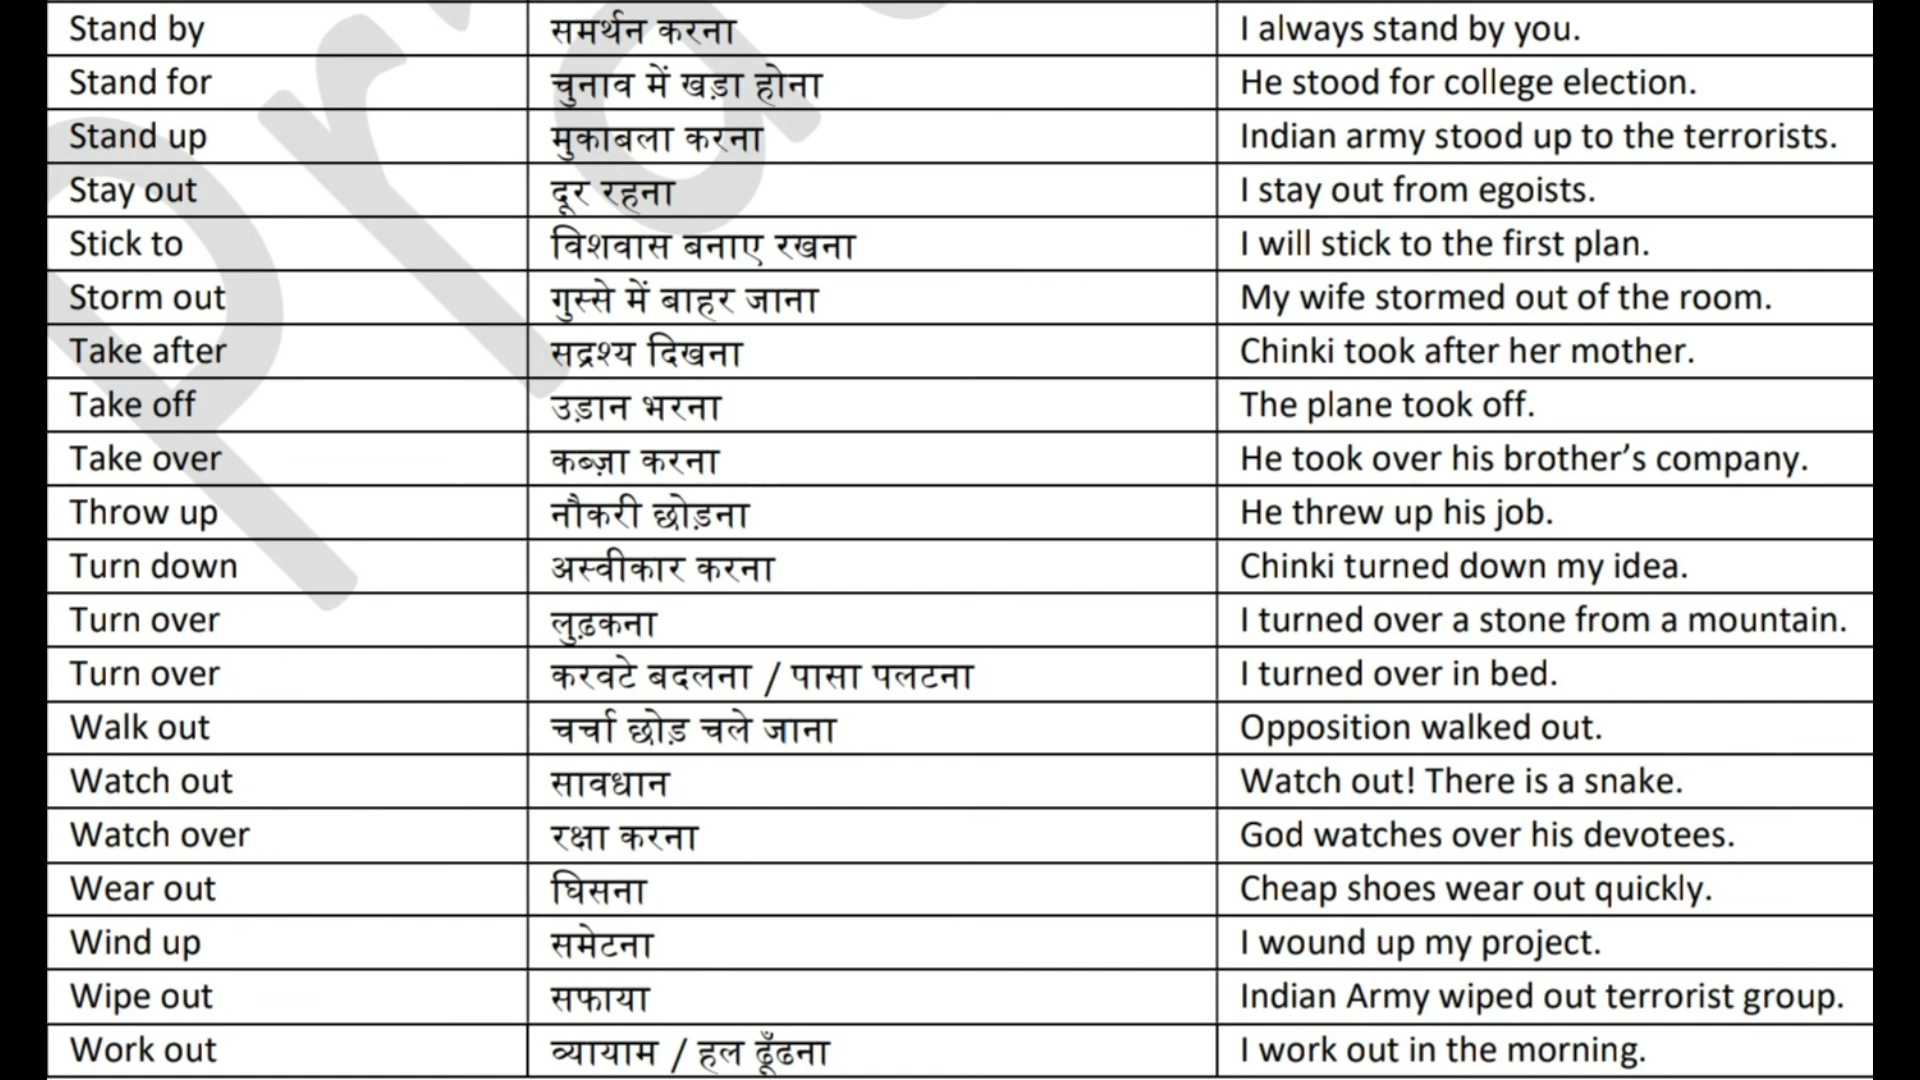 Stand by समर्थन करना I always stand by you.
Stand for चुनाव में खड़ा होना He stood for college election.
Stand up मुकाबला करना Indian army stood up to the terrorists.
Stay out दूर रहना I stay out from egoists.
Stick to विशवास बनाए रखना I will stick to the first plan.
Storm out गुस्से में बाहर जाना My wife stormed out of the room.
Take after सद्रश्य दिखना Chinki took after her mother.
Take off उड़ान भरना The plane took off.
Take over कब्ज़ा करना He took over his brother’s company.
Throw up नौकरी छोड़ना He threw up his job.
Turn down अस्वीकार करना Chinki turned down my idea.
Turn over लुढ़कना I turned over a stone from a mountain.
Turn over करवटे बदलना / पासा पलटना I turned over in bed.
Walk out चर्चा छोड़ चले जाना Opposition walked out.
Watch out सावधान Watch out! There is a snake.
Watch over रक्षा करना God watches over his devotees.
Wear out घिसना Cheap shoes wear out quickly.
Wind up समेटना I wound up my project.
Wipe out सफाया Indian Army wiped out terrorist group.
Work out व्यायाम / हल ढूँढना I work out in the morning.